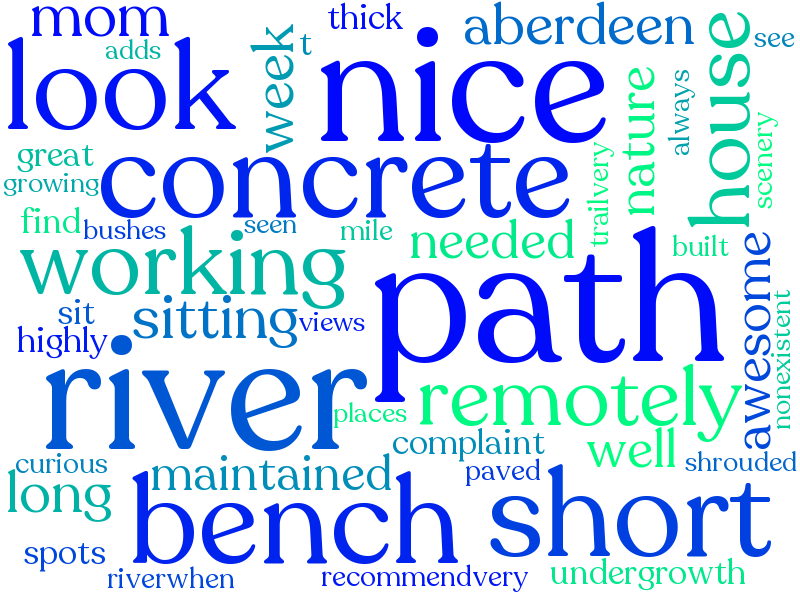 mom
thick
aberdeen
see
adds
look
week
t
nice
nature
always
house
scenery
great
growing
concrete
trailvery
find
bushes
seen
mile
needed
built
working
path
awesome
nonexistent
sit
sitting
views
highly
river
places
remotely
complaint
well
curious
maintained
paved
shrouded
long
bench
short
spots
riverwhen
recommendvery
undergrowth